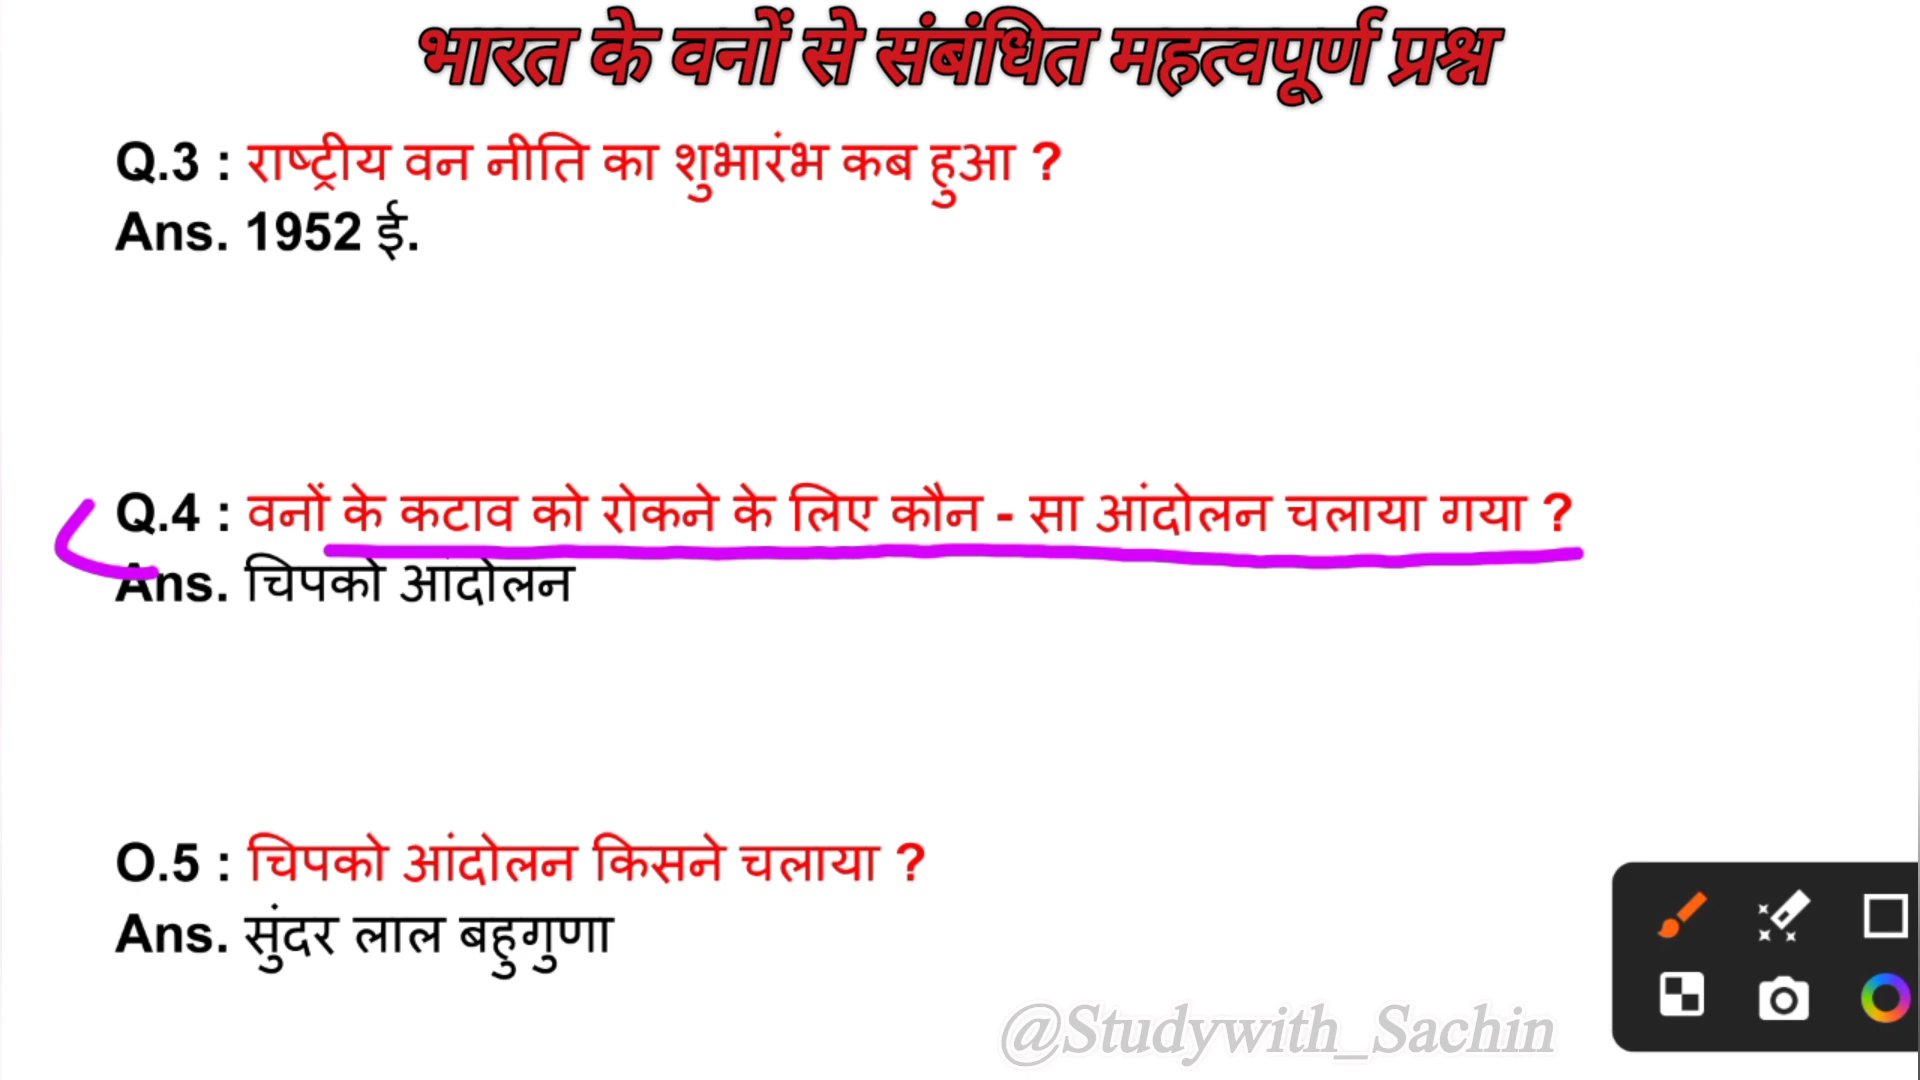 भारत के वनों से संबंधित महत्वपूर्ण प्रश्न
Q.3 : राष्ट्रीय वन नीति का शुभारंभ कब हुआ ?
Ans. 1952 ई.
Q.4 : वनों के कटाव को रोकने के लिए कौन - सा आंदोलन चलाया गया ?
Ans. चिपको आंदोलन
O.5 : चिपको आंदोलन किसने चलाया ?
Ans. सुंदर लाल बहुगुणा
@Studywith_Sachin